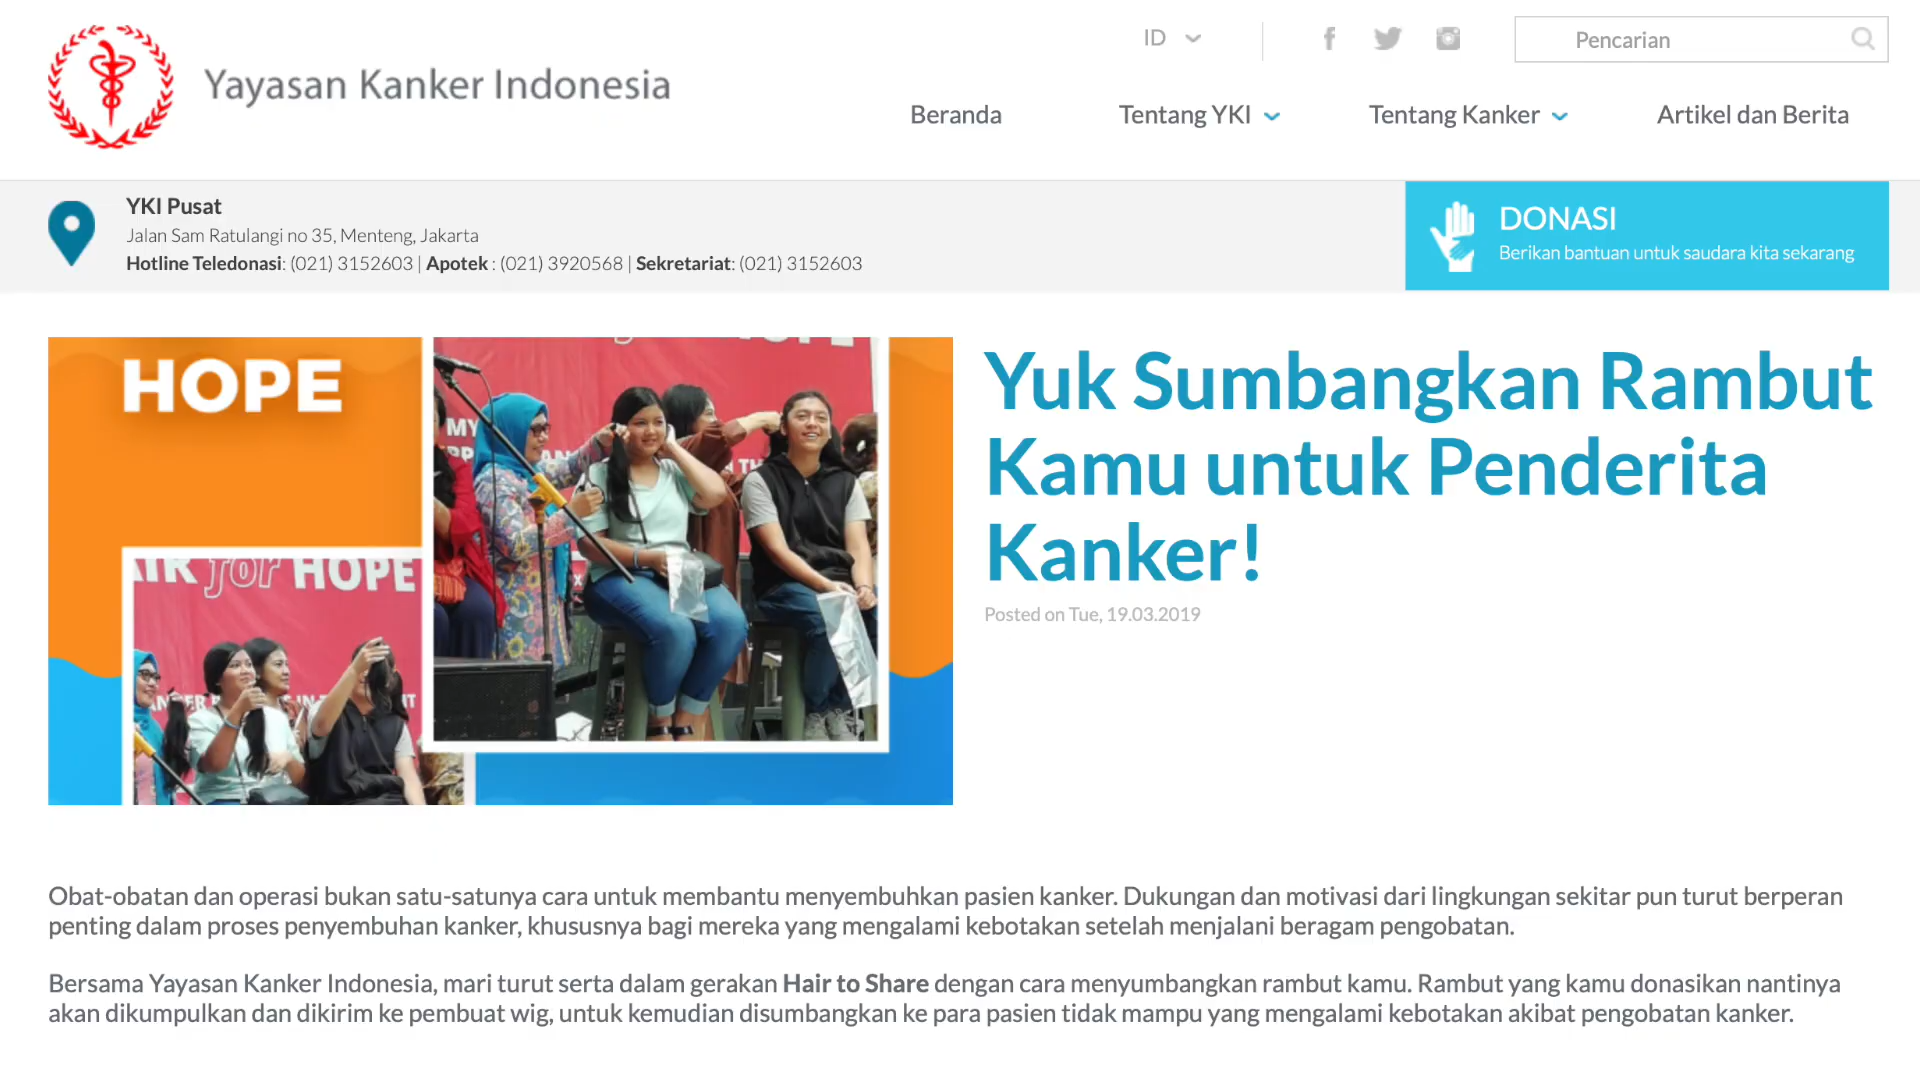 Yayasan Kanker Indonesia
ID
Pencarian
Beranda
Tentang YKI
Tentang Kanker
Artikel dan Berita
YKI Pusat
Jalan Sam Ratulangi no 35, Menteng, Jakarta
Hotline Teledonasi: (021) 3152603 | Apotek : (021) 3920568 | Sekretariat: (021) 3152603
DONASI
Berikan bantuan untuk saudara kita sekarang
HOPE
MY
TH
for HOPE
Yuk Sumbangkan Rambut
Kamu untuk Penderita
Kanker!
Posted on Tue, 19.03.2019
Obat-obatan dan operasi bukan satu-satunya cara untuk membantu menyembuhkan pasien kanker. Dukungan dan motivasi dari lingkungan sekitar pun turut berperan
penting dalam proses penyembuhan kanker, khususnya bagi mereka yang mengalami kebotakan setelah menjalani beragam pengobatan.
Bersama Yayasan Kanker Indonesia, mari turut serta dalam gerakan Hair to Share dengan cara menyumbangkan rambut kamu. Rambut yang kamu donasikan nantinya
akan dikumpulkan dan dikirim ke pembuat wig, untuk kemudian disumbangkan ke para pasien tidak mampu yang mengalami kebotakan akibat pengobatan kanker.